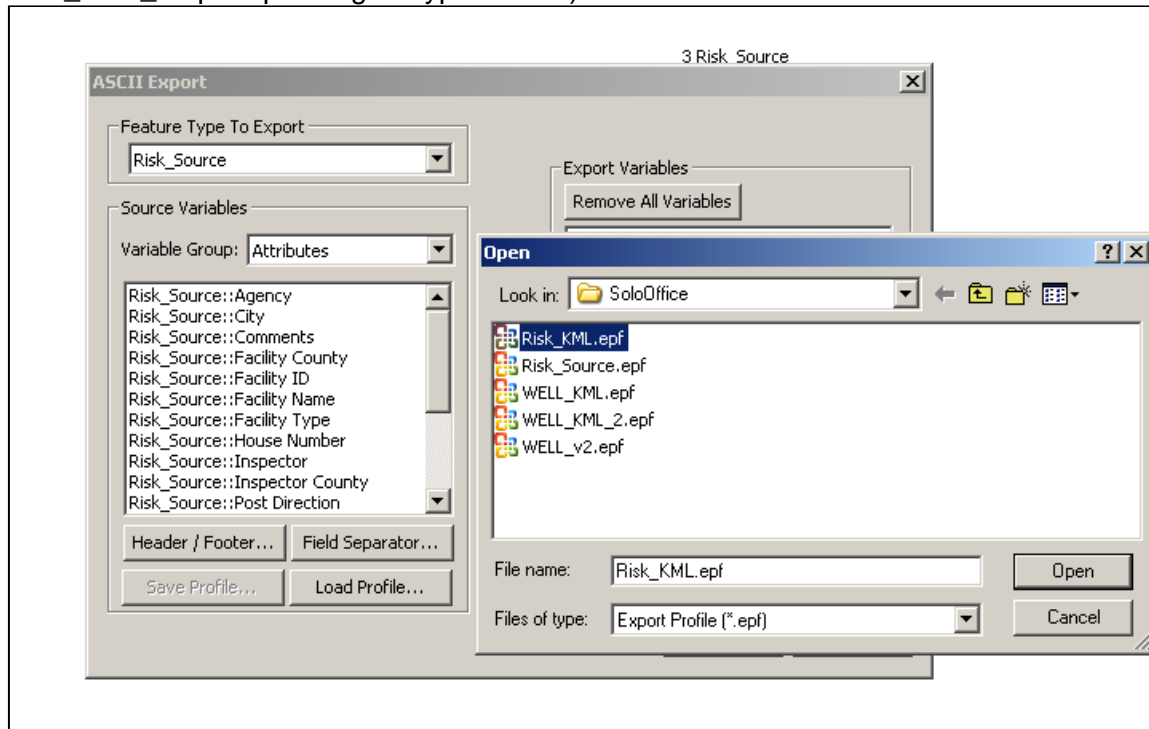 3 Risk_Source
ASCII Export
Feature Type To Export
Risk_Source
Export Variables
Remove All Variables
Source Variables
Variable Group: Attributes
Risk_Source::Agency
Risk_Source::City
Risk_Source::Comments
Risk_Source::Facility County
Risk_Source::Facility ID
Risk_Source::Facility Name
Risk_Source::Facility Type
Risk_Source::House Number
Risk_Source::Inspector
Risk_Source::Inspector County
Risk_Source::Post Direction
Header / Footer... Field Separator...
Save Profile... Load Profile...
Open
Look in: SoloOffice
Risk_KML.epf
Risk_Source.epf
WELL_KML.epf
WELL_KML_2.epf
WELL_v2.epf
File name: Risk_KML.epf Open
Files of type: Export Profile (*.epf) Cancel